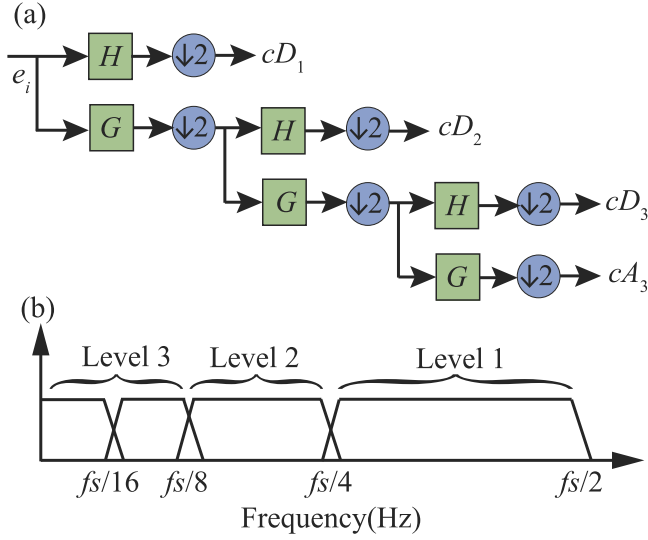 (a)
H ↓2 cD₁
eᵢ
G ↓2 H ↓2 cD₂
G ↓2 H ↓2 cD₃
G ↓2 cA₃
(b)
Level 3 Level 2 Level 1
fs/16 fs/8 fs/4 fs/2
Frequency(Hz)